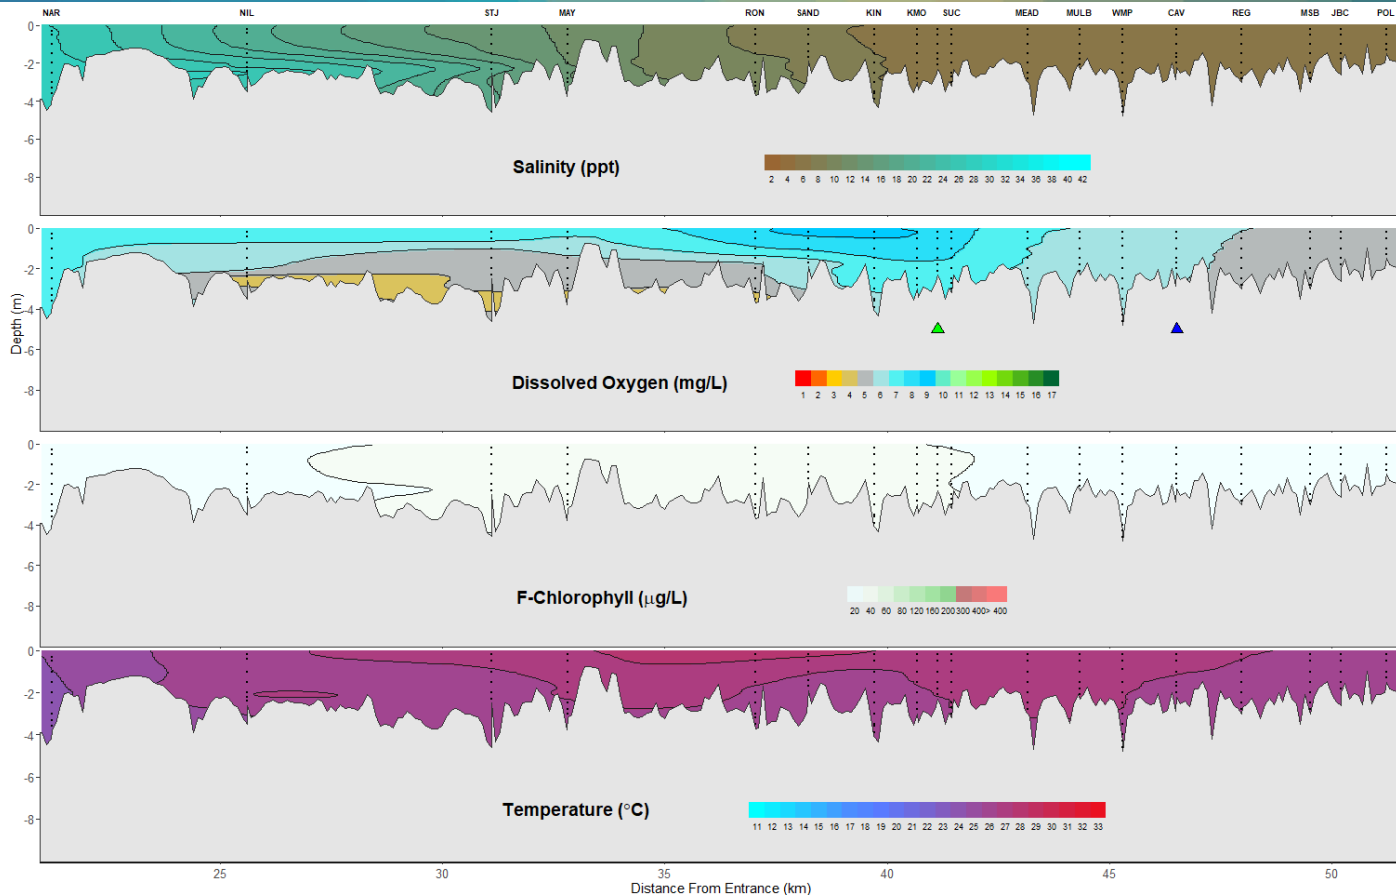 NAR NIL STJ MAY RON SAND KIN KMO SUC MEAD MULB WMP CAV REG MSB JBC POL
0
-2
-4
-6
-8
Salinity (ppt)
2 4 6 8 10 12 14 16 18 20 22 24 26 28 30 32 34 36 38 40 42
0
-2
-4
-6
-8
Dissolved Oxygen (mg/L)
1 2 3 4 5 6 7 8 9 10 11 12 13 14 15 16 17
Depth (m)
0
-2
-4
-6
-8
F-Chlorophyll (µg/L)
20 40 60 80 120 160 200 300 400> 400
0
-2
-4
-6
-8
Temperature (°C)
11 12 13 14 15 16 17 18 19 20 21 22 23 24 25 26 27 28 29 30 31 32 33
25 30 35 40 45 50
Distance From Entrance (km)